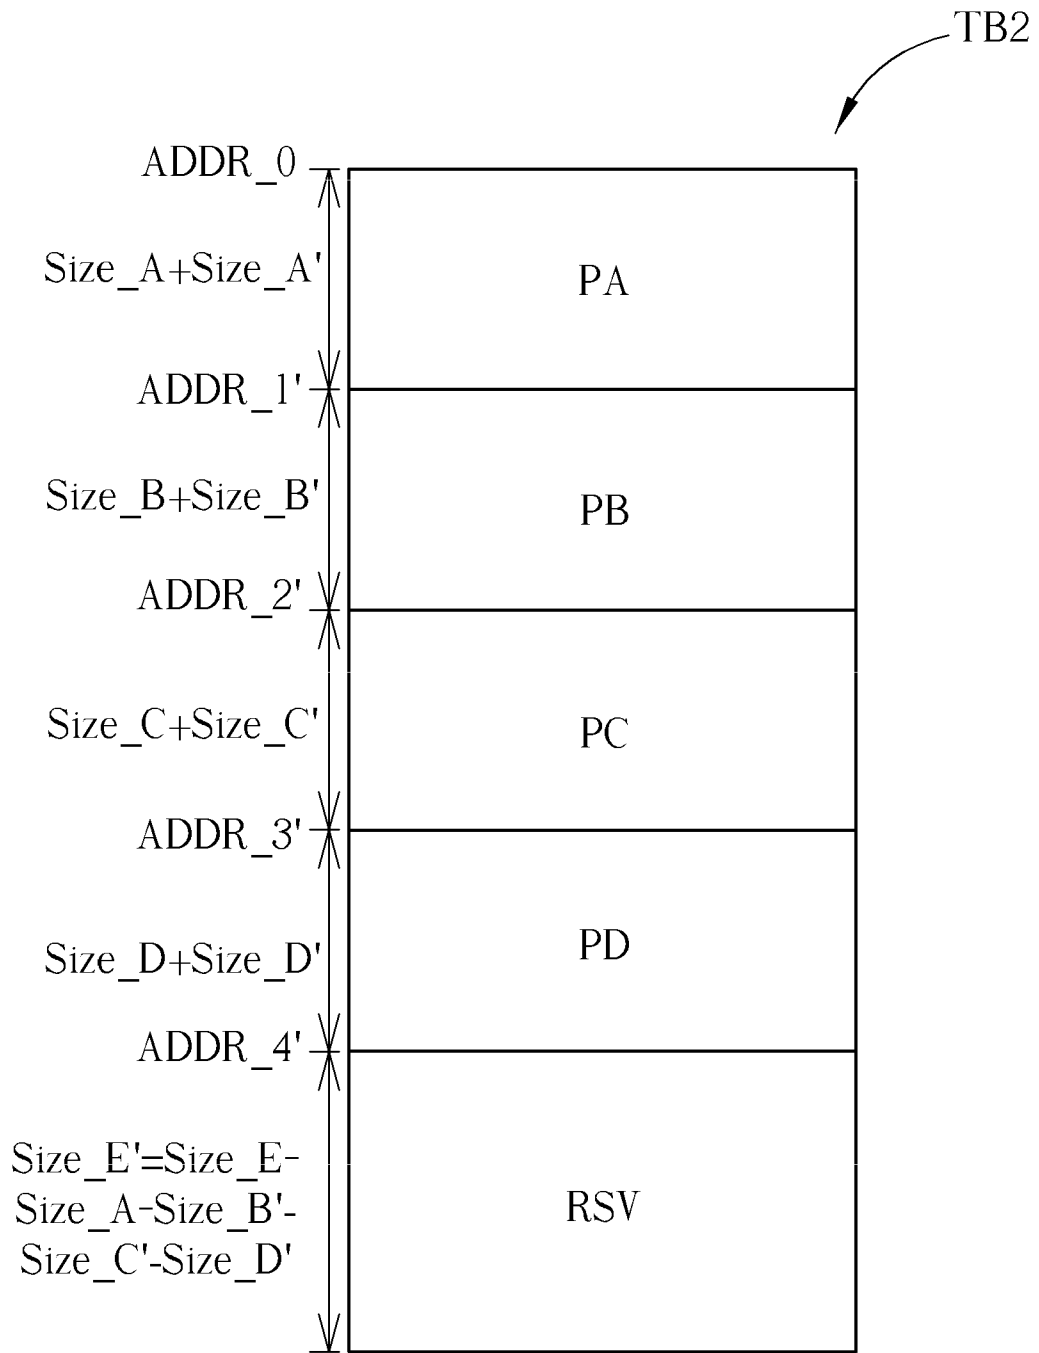 TB2
ADDR_0
Size_A+Size_A'
PA
ADDR_1'
Size_B+Size_B'
PB
ADDR_2'
Size_C+Size_C'
PC
ADDR_3'
Size_D+Size_D'
PD
ADDR_4'
Size_E'=Size_E-
Size_A-Size_B'-
Size_C'-Size_D'
RSV